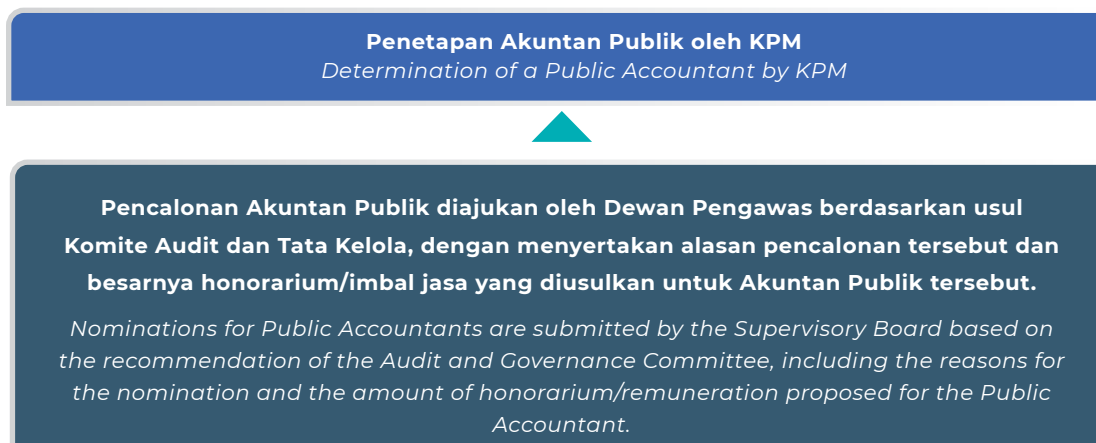 Penetapan Akuntan Publik oleh KPM
Determination of a Public Accountant by KPM
Pencalonan Akuntan Publik diajukan oleh Dewan Pengawas berdasarkan usul
Komite Audit dan Tata Kelola, dengan menyertakan alasan pencalonan tersebut dan
besarnya honorarium/imbal jasa yang diusulkan untuk Akuntan Publik tersebut.
Nominations for Public Accountants are submitted by the Supervisory Board based on
the recommendation of the Audit and Governance Committee, including the reasons for
the nomination and the amount of honorarium/remuneration proposed for the Public
Accountant.